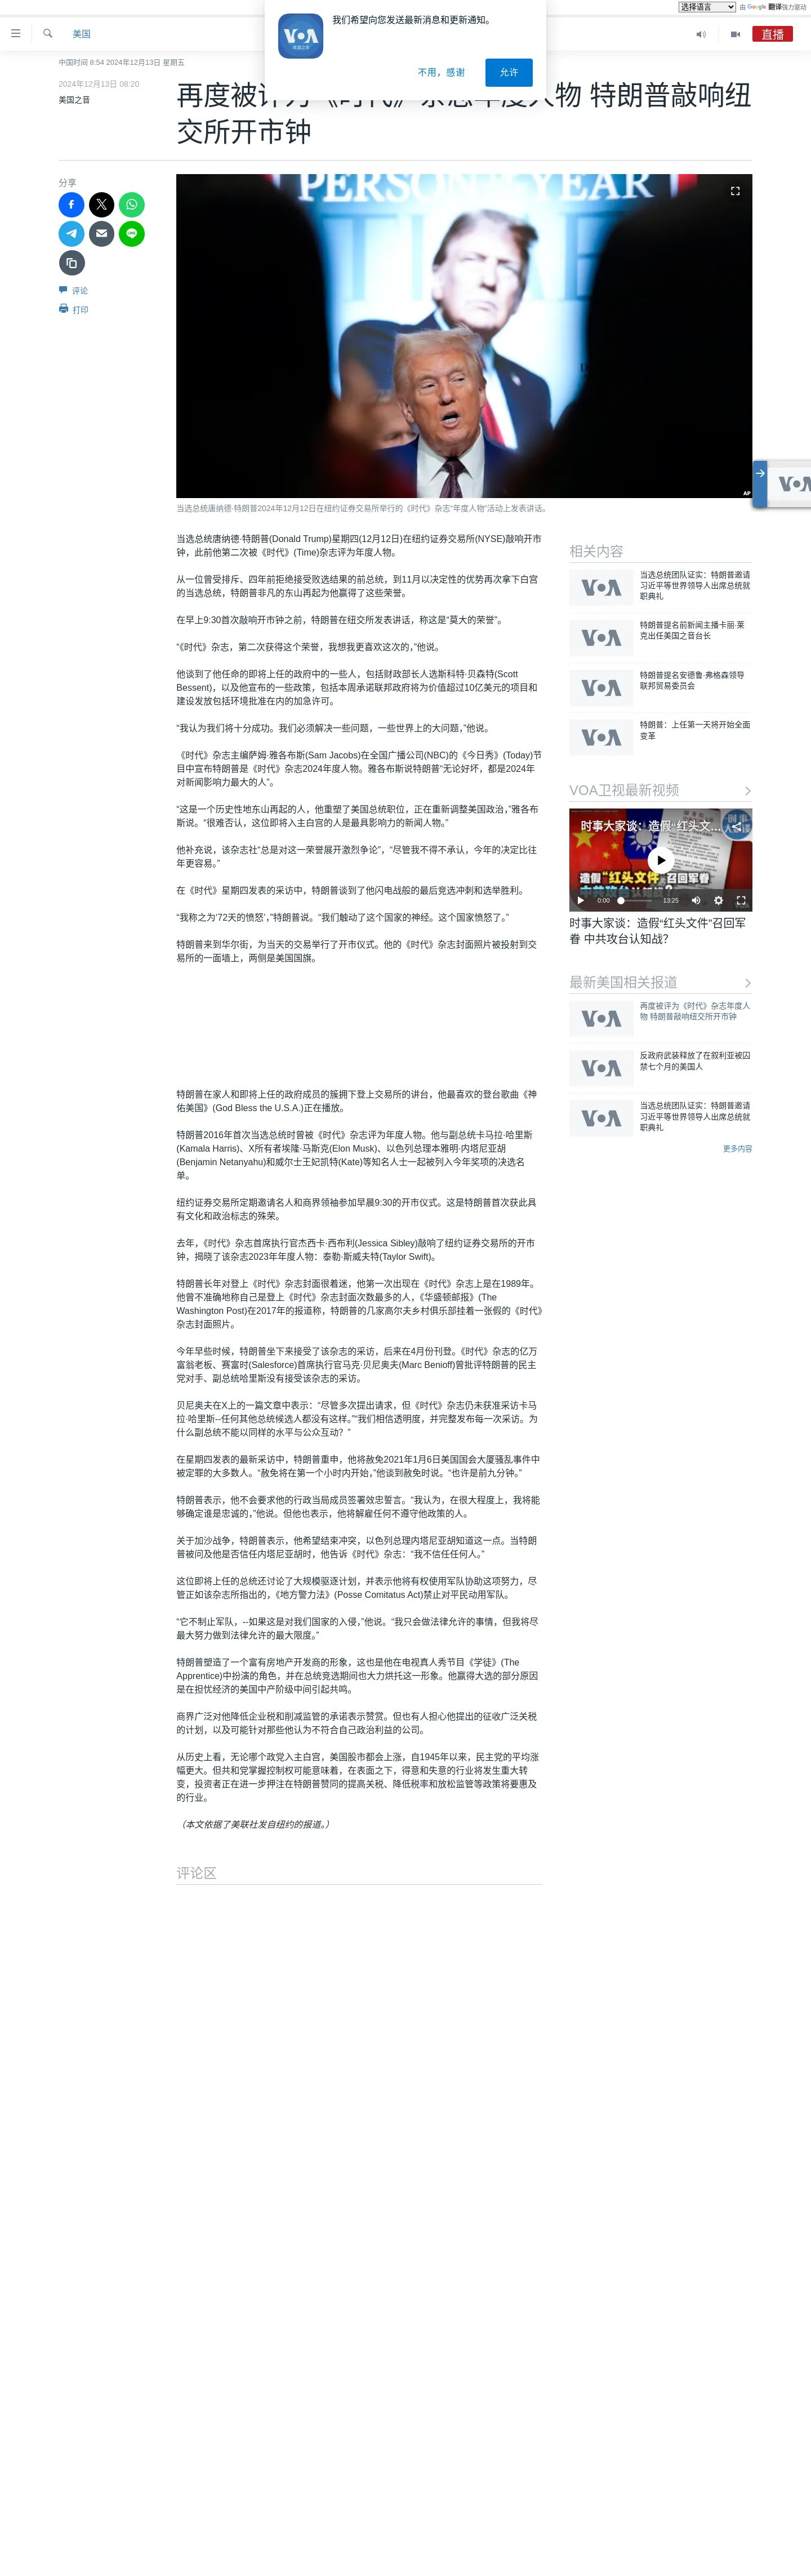 选择语言 由 Google 翻译强力驱动
美国
直播
VOA
美国之音
我们希望向您发送最新消息和更新通知。
不用，感谢
允许
中国时间 8:54 2024年12月13日 星期五
2024年12月13日 08:20
美国之音
再度被评为《时代》杂志年度人物 特朗普敲响纽
交所开市钟
分享
评论
打印
PERSON YEAR
AP
当选总统唐纳德·特朗普2024年12月12日在纽约证券交易所举行的《时代》杂志“年度人物”活动上发表讲话。
当选总统唐纳德·特朗普(Donald Trump)星期四(12月12日)在纽约证券交易所(NYSE)敲响开市
钟，此前他第二次被《时代》(Time)杂志评为年度人物。
从一位曾受排斥、四年前拒绝接受败选结果的前总统，到11月以决定性的优势再次拿下白宫
的当选总统，特朗普非凡的东山再起为他赢得了这些荣誉。
在早上9:30首次敲响开市钟之前，特朗普在纽交所发表讲话，称这是“莫大的荣誉”。
“《时代》杂志，第二次获得这个荣誉，我想我更喜欢这次的，”他说。
他谈到了他任命的即将上任的政府中的一些人，包括财政部长人选斯科特·贝森特(Scott
Bessent)，以及他宣布的一些政策，包括本周承诺联邦政府将为价值超过10亿美元的项目和
建设发放包括环境批准在内的加急许可。
“我认为我们将十分成功。我们必须解决一些问题，一些世界上的大问题，”他说。
《时代》杂志主编萨姆·雅各布斯(Sam Jacobs)在全国广播公司(NBC)的《今日秀》(Today)节
目中宣布特朗普是《时代》杂志2024年度人物。雅各布斯说特朗普“无论好坏，都是2024年
对新闻影响力最大的人”。
“这是一个历史性地东山再起的人，他重塑了美国总统职位，正在重新调整美国政治，”雅各布
斯说。“很难否认，这位即将入主白宫的人是最具影响力的新闻人物。”
他补充说，该杂志社“总是对这一荣誉展开激烈争论”，“尽管我不得不承认，今年的决定比往
年更容易。”
在《时代》星期四发表的采访中，特朗普谈到了他闪电战般的最后竞选冲刺和选举胜利。
“我称之为‘72天的愤怒’，”特朗普说。“我们触动了这个国家的神经。这个国家愤怒了。”
特朗普来到华尔街，为当天的交易举行了开市仪式。他的《时代》杂志封面照片被投射到交
易所的一面墙上，两侧是美国国旗。
特朗普在家人和即将上任的政府成员的簇拥下登上交易所的讲台，他最喜欢的登台歌曲《神
佑美国》(God Bless the U.S.A.)正在播放。
特朗普2016年首次当选总统时曾被《时代》杂志评为年度人物。他与副总统卡马拉·哈里斯
(Kamala Harris)、X所有者埃隆·马斯克(Elon Musk)、以色列总理本雅明·内塔尼亚胡
(Benjamin Netanyahu)和威尔士王妃凯特(Kate)等知名人士一起被列入今年奖项的决选名
单。
纽约证券交易所定期邀请名人和商界领袖参加早晨9:30的开市仪式。这是特朗普首次获此具
有文化和政治标志的殊荣。
去年，《时代》杂志首席执行官杰西卡·西布利(Jessica Sibley)敲响了纽约证券交易所的开市
钟，揭晓了该杂志2023年年度人物：泰勒·斯威夫特(Taylor Swift)。
特朗普长年对登上《时代》杂志封面很着迷，他第一次出现在《时代》杂志上是在1989年。
他曾不准确地称自己是登上《时代》杂志封面次数最多的人，《华盛顿邮报》(The
Washington Post)在2017年的报道称，特朗普的几家高尔夫乡村俱乐部挂着一张假的《时代》
杂志封面照片。
今年早些时候，特朗普坐下来接受了该杂志的采访，后来在4月份刊登。《时代》杂志的亿万
富翁老板、赛富时(Salesforce)首席执行官马克·贝尼奥夫(Marc Benioff)曾批评特朗普的民主
党对手、副总统哈里斯没有接受该杂志的采访。
贝尼奥夫在X上的一篇文章中表示：“尽管多次提出请求，但《时代》杂志仍未获准采访卡马
拉·哈里斯--任何其他总统候选人都没有这样。”“我们相信透明度，并完整发布每一次采访。为
什么副总统不能以同样的水平与公众互动？”
在星期四发表的最新采访中，特朗普重申，他将赦免2021年1月6日美国国会大厦骚乱事件中
被定罪的大多数人。“赦免将在第一个小时内开始，”他谈到赦免时说。“也许是前九分钟。”
特朗普表示，他不会要求他的行政当局成员签署效忠誓言。“我认为，在很大程度上，我将能
够确定谁是忠诚的，”他说。但他也表示，他将解雇任何不遵守他政策的人。
关于加沙战争，特朗普表示，他希望结束冲突，以色列总理内塔尼亚胡知道这一点。当特朗
普被问及他是否信任内塔尼亚胡时，他告诉《时代》杂志：“我不信任任何人。”
这位即将上任的总统还讨论了大规模驱逐计划，并表示他将有权使用军队协助这项努力，尽
管正如该杂志所指出的，《地方警力法》(Posse Comitatus Act)禁止对平民动用军队。
“它不制止军队，--如果这是对我们国家的入侵，”他说。“我只会做法律允许的事情，但我将尽
最大努力做到法律允许的最大限度。”
特朗普塑造了一个富有房地产开发商的形象，这也是他在电视真人秀节目《学徒》(The
Apprentice)中扮演的角色，并在总统竞选期间也大力烘托这一形象。他赢得大选的部分原因
是在担忧经济的美国中产阶级中间引起共鸣。
商界广泛对他降低企业税和削减监管的承诺表示赞赏。但也有人担心他提出的征收广泛关税
的计划，以及可能针对那些他认为不符合自己政治利益的公司。
从历史上看，无论哪个政党入主白宫，美国股市都会上涨，自1945年以来，民主党的平均涨
幅更大。但共和党掌握控制权可能意味着，在表面之下，得意和失意的行业将发生重大转
变，投资者正在进一步押注在特朗普赞同的提高关税、降低税率和放松监管等政策将要惠及
的行业。
（本文依据了美联社发自纽约的报道。）
评论区
VOA
相关内容
VOA
当选总统团队证实：特朗普邀请
习近平等世界领导人出席总统就
职典礼
VOA
特朗普提名前新闻主播卡丽·莱
克出任美国之音台长
VOA
特朗普提名安德鲁·弗格森领导
联邦贸易委员会
VOA
特朗普：上任第一天将开始全面
变革
VOA卫视最新视频
时事大家谈：造假“红头文...
造假“红头文件”召回军眷
中共攻台认知战?
0:00
13:25
时事大家谈：造假“红头文件”召回军
眷 中共攻台认知战？
最新美国相关报道
VOA
再度被评为《时代》杂志年度人
物 特朗普敲响纽交所开市钟
VOA
反政府武装释放了在叙利亚被囚
禁七个月的美国人
VOA
当选总统团队证实：特朗普邀请
习近平等世界领导人出席总统就
职典礼
更多内容